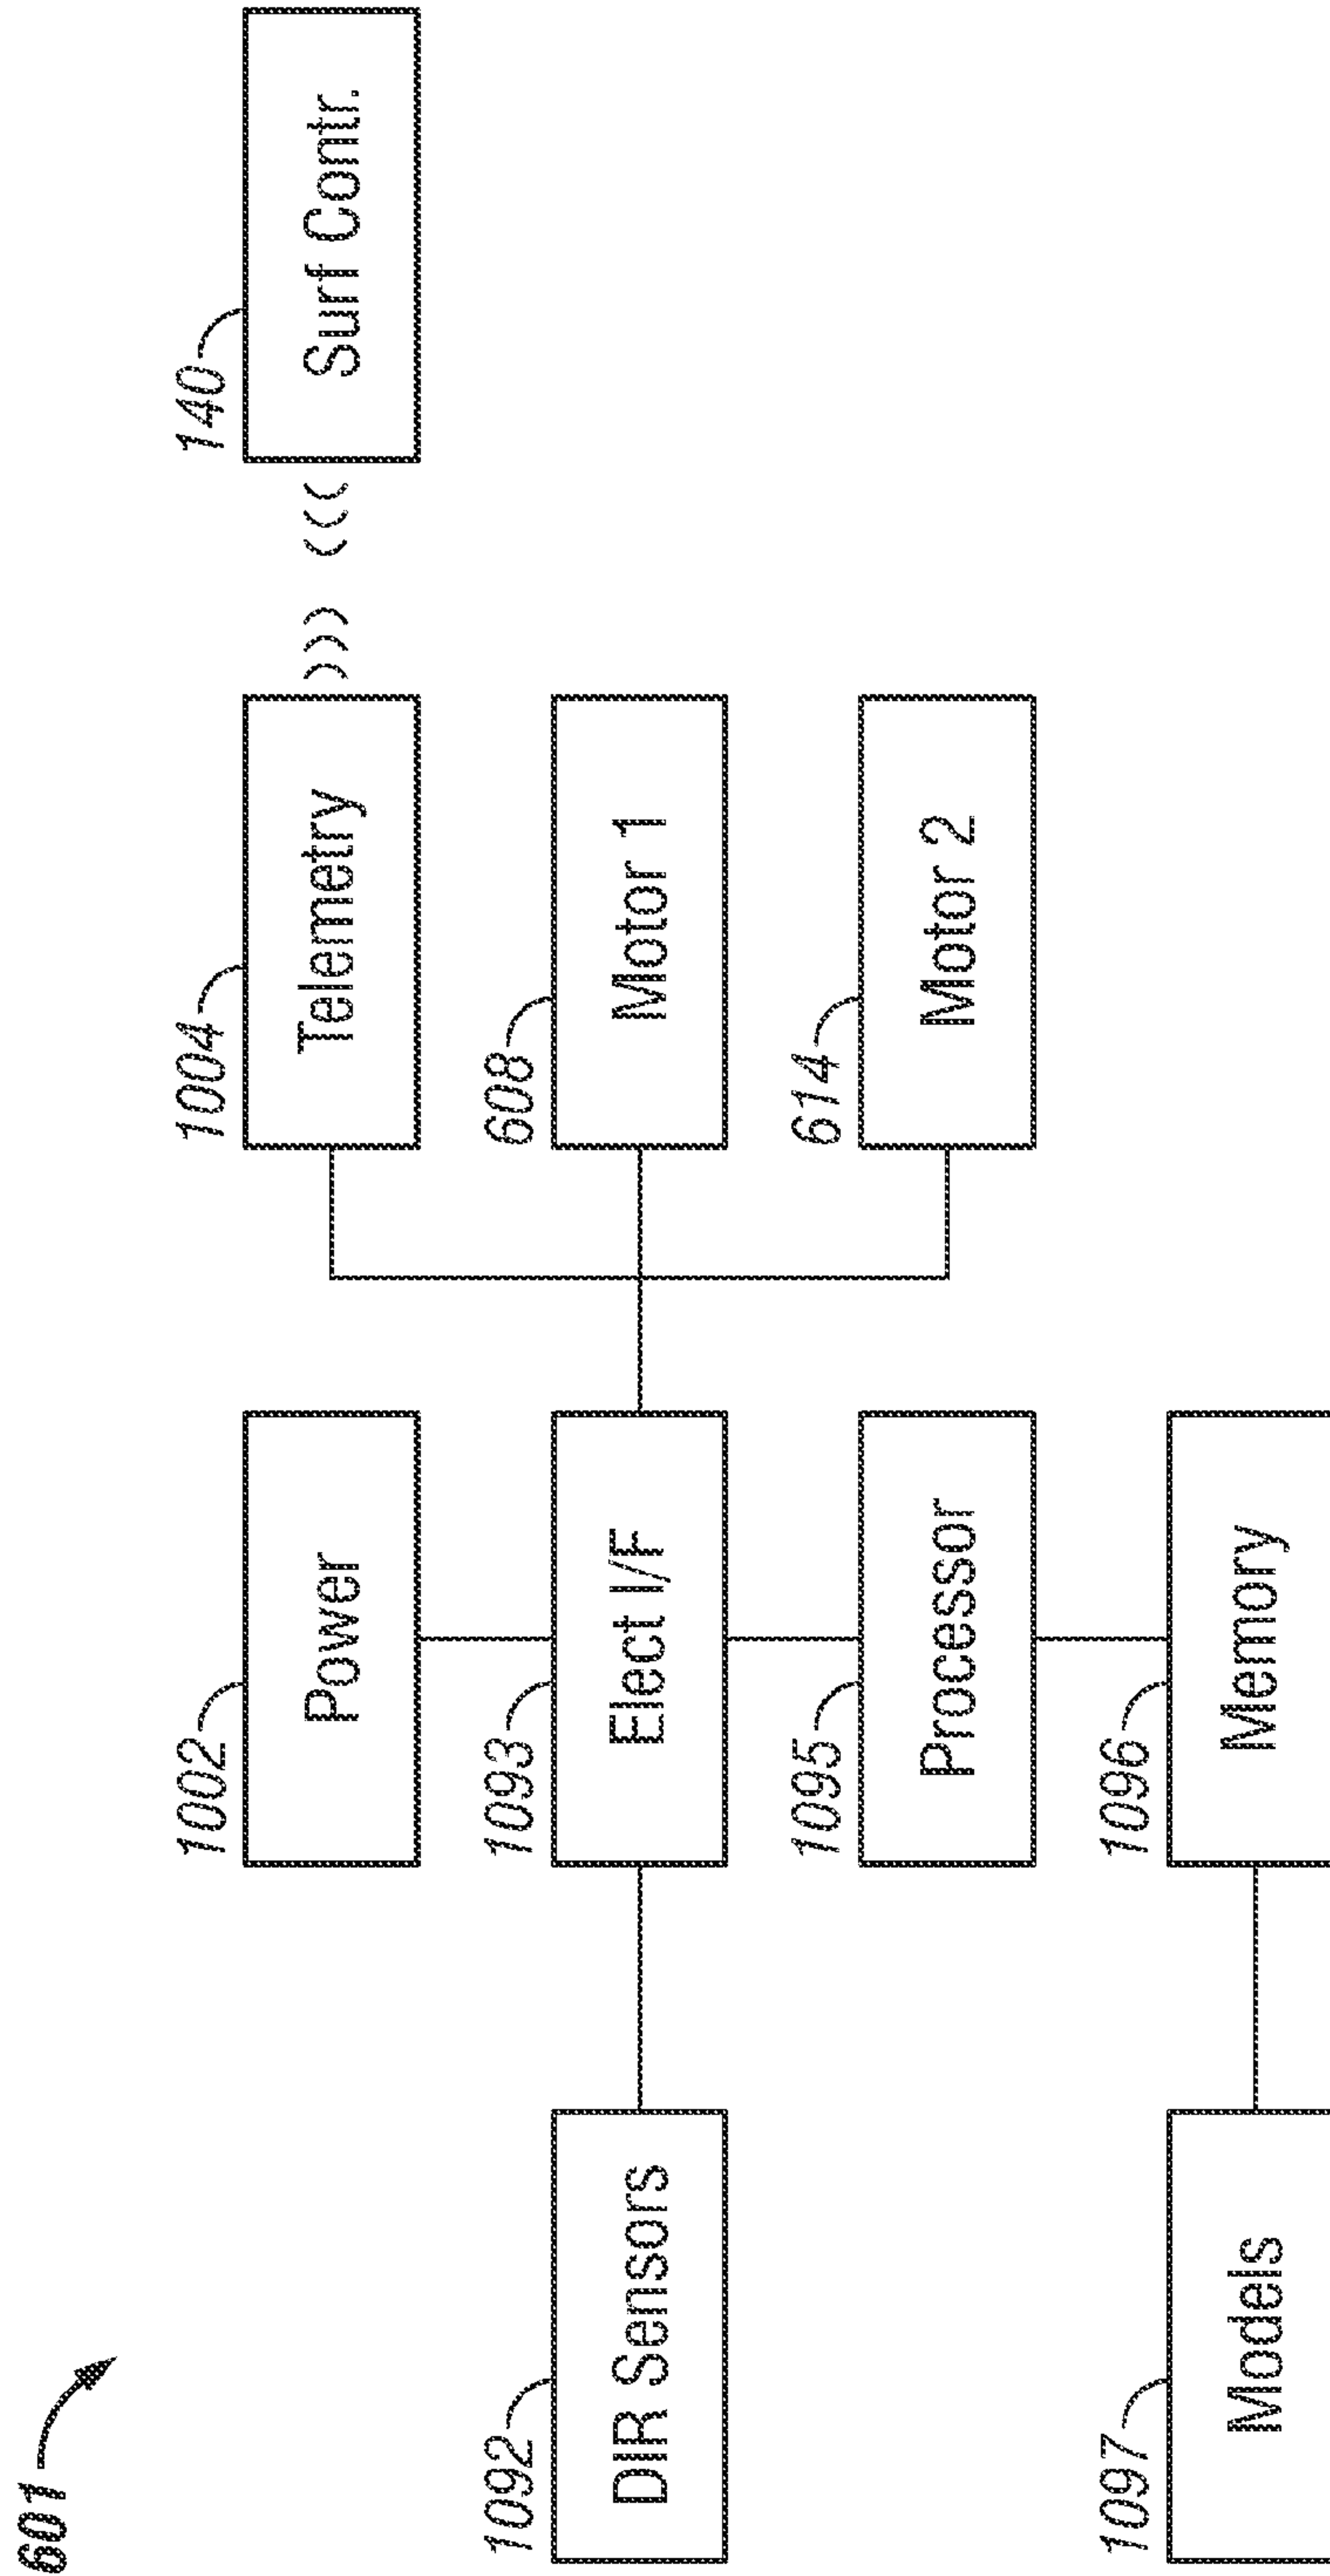 601
1002
Power
1004
Telemetry
140
Surf Contr.
1092
DIR Sensors
1093
Elect I/F
608
Motor 1
1095
Processor
614
Motor 2
1097
Models
1096
Memory